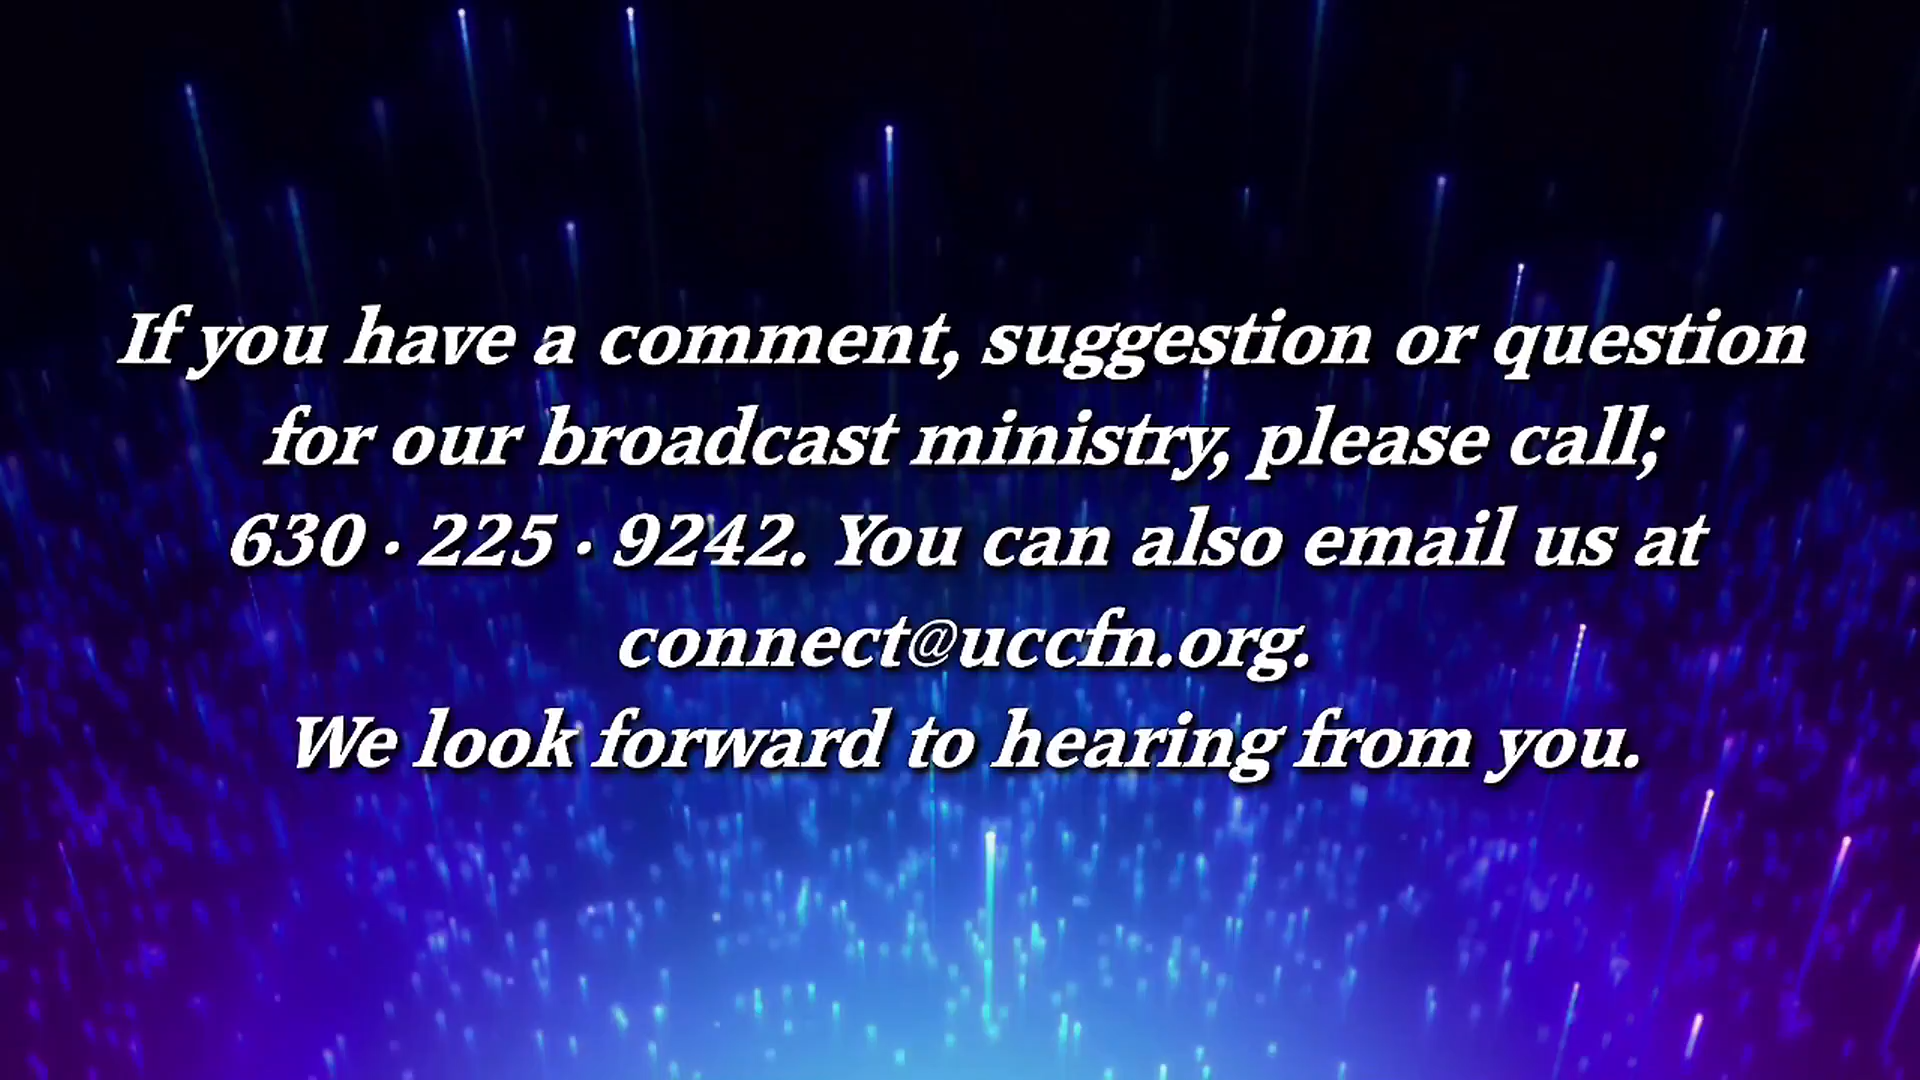 If you have a comment, suggestion or question
for our broadcast ministry, please call;
630 · 225 · 9242. You can also email us at
connect@uccfn.org.
We look forward to hearing from you.